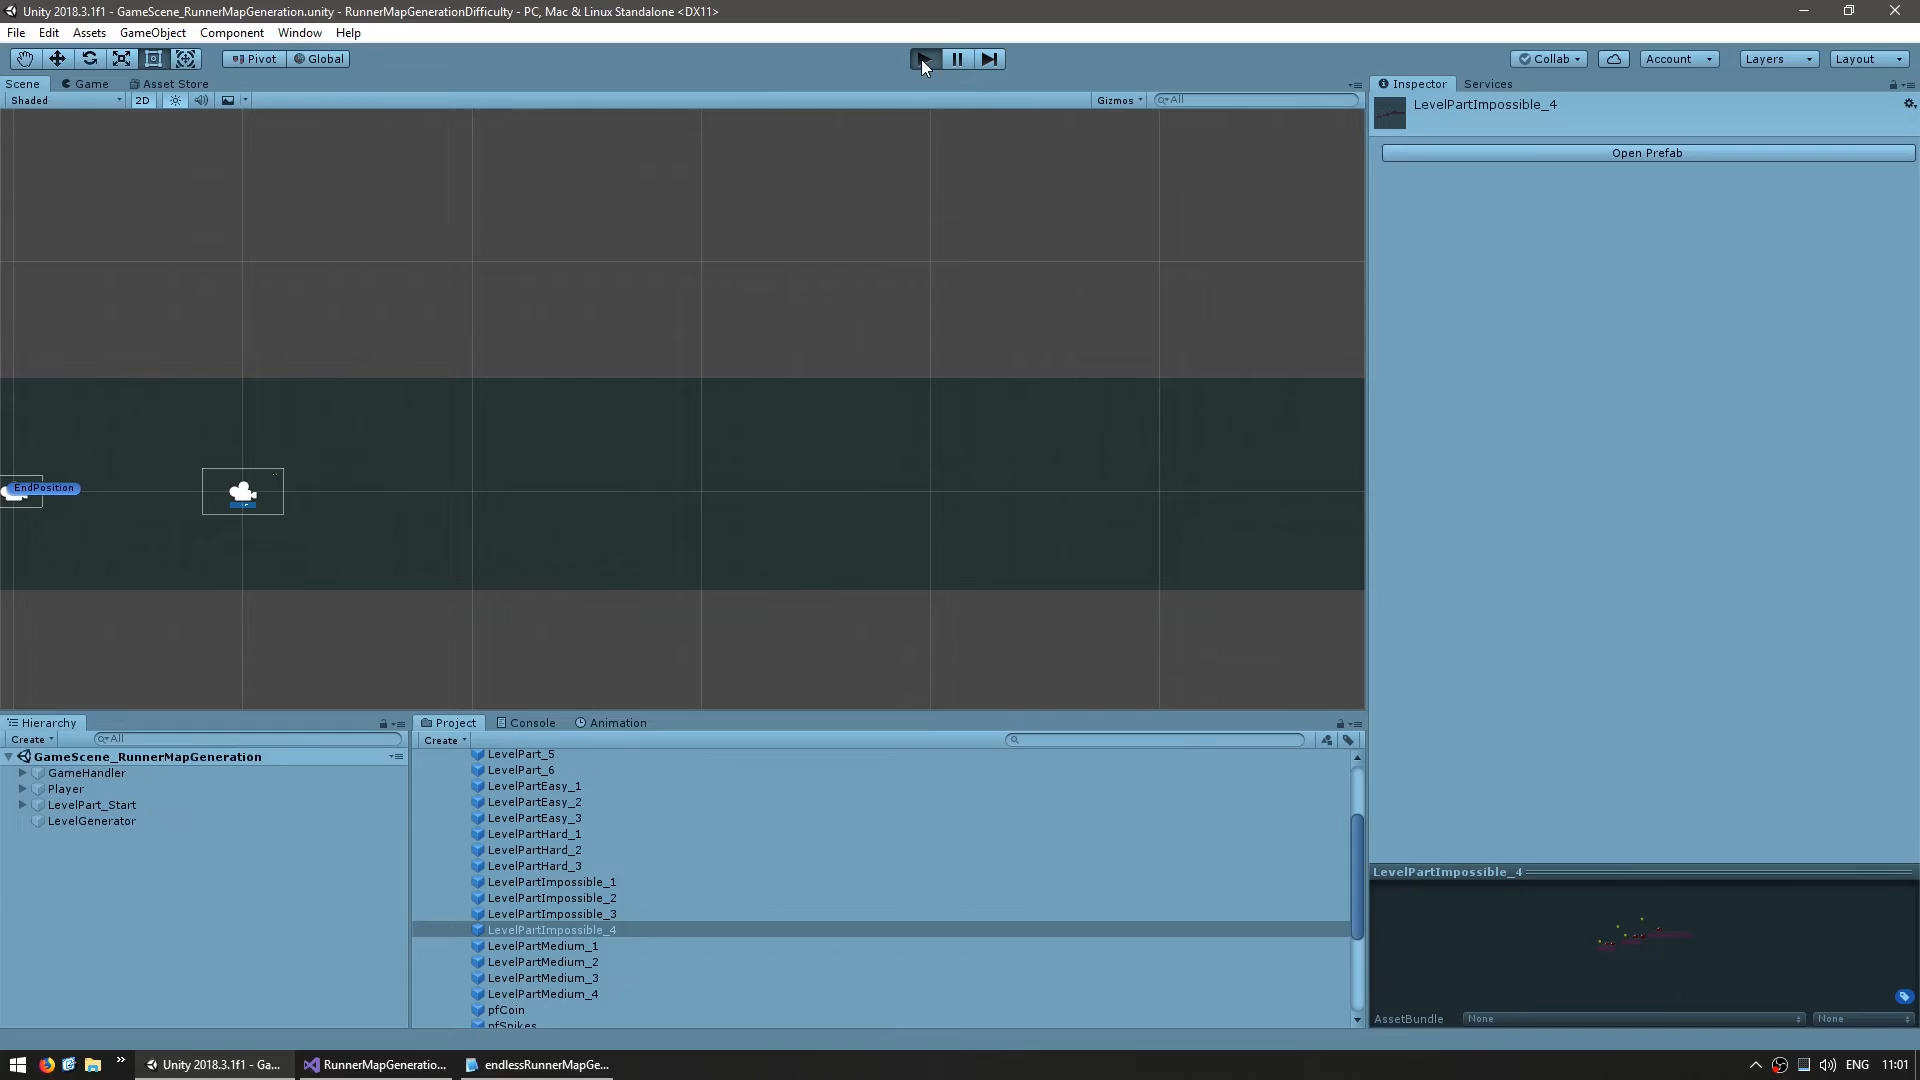 Unity 2018.3.1f1 - GameScene_RunnerMapGeneration.unity - RunnerMapGenerationDifficulty - PC, Mac & Linux Standalone <DX11>
File Edit Assets GameObject Component Window Help
Pivot Global Collab Account Layers Layout
Scene Game Asset Store Inspector Services
Shaded 2D Gizmos All LevelPartImpossible_4
Open Prefab
EndPosition
Hierarchy Project Console Animation
Create All Create
GameScene_RunnerMapGeneration
GameHandler
Player
LevelPart_Start
LevelGenerator
LevelPart_5
LevelPart_6
LevelPartEasy_1
LevelPartEasy_2
LevelPartEasy_3
LevelPartHard_1
LevelPartHard_2
LevelPartHard_3
LevelPartImpossible_1
LevelPartImpossible_2
LevelPartImpossible_3
LevelPartImpossible_4
LevelPartMedium_1
LevelPartMedium_2
LevelPartMedium_3
LevelPartMedium_4
pfCoin
pfSpikes
LevelPartImpossible_4
AssetBundle None None
Unity 2018.3.1f1 - Ga... RunnerMapGeneratio... endlessRunnerMapGe... ENG 11:01